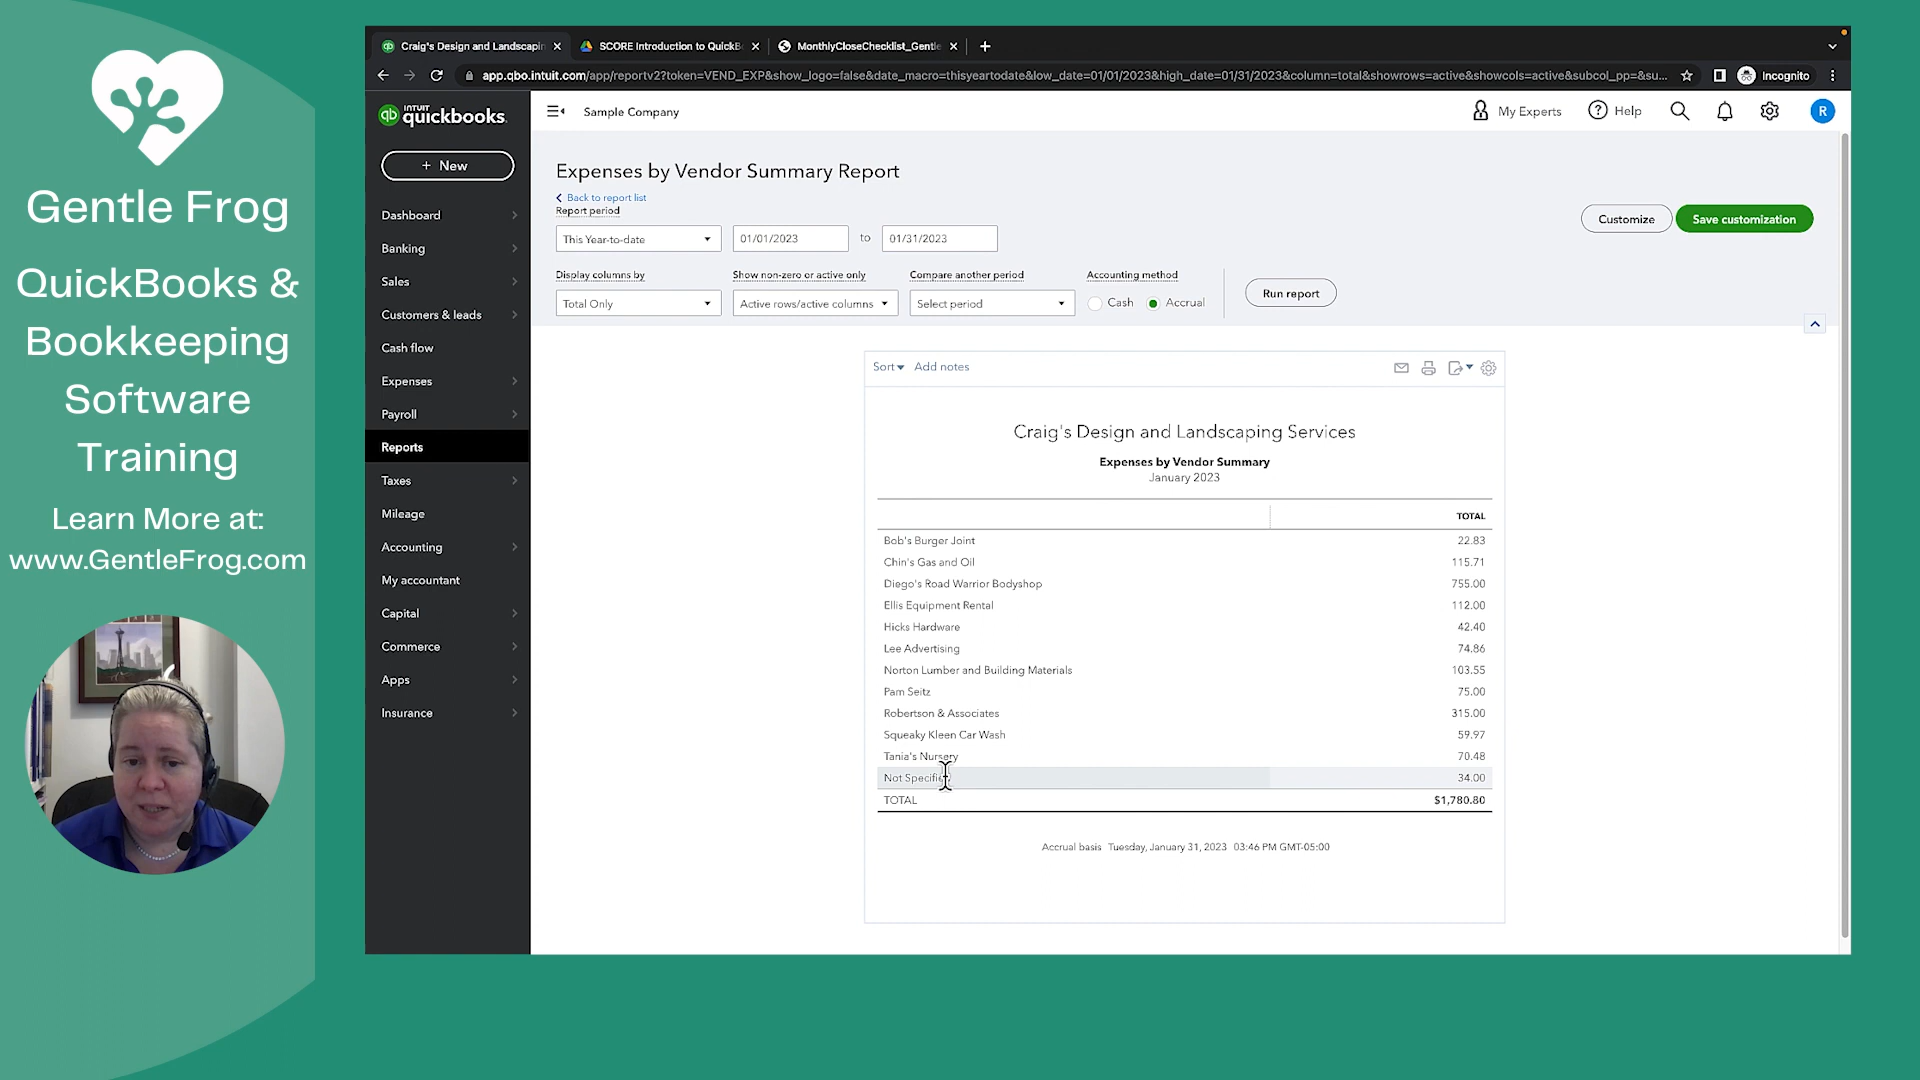 Gentle Frog
QuickBooks &
Bookkeeping
Software
Training
Learn More at:
www.GentleFrog.com
Craig's Design and Landscapin
SCORE Introduction to QuickB
MonthlyCloseChecklist_Gentle
app.qbo.intuit.com/app/reportv2?token=VEND_EXP&show_logo=false&date_macro=thisyeartodate&low_date=01/01/2023&high_date=01/31/2023&column=total&showrows=active&showcols=active&subcol_pp=&su...
Incognito
qb INTUIT quickbooks.
Sample Company
My Experts
Help
R
+ New
Dashboard
Banking
Sales
Customers & leads
Cash flow
Expenses
Payroll
Reports
Taxes
Mileage
Accounting
My accountant
Capital
Commerce
Apps
Insurance
Expenses by Vendor Summary Report
Back to report list
Report period
This Year-to-date 01/01/2023 to 01/31/2023
Customize
Save customization
Display columns by Show non-zero or active only Compare another period Accounting method
Total Only Active rows/active columns Select period Cash Accrual
Run report
Sort Add notes
Craig's Design and Landscaping Services
Expenses by Vendor Summary
January 2023
TOTAL
Bob's Burger Joint 22.83
Chin's Gas and Oil 115.71
Diego's Road Warrior Bodyshop 755.00
Ellis Equipment Rental 112.00
Hicks Hardware 42.40
Lee Advertising 74.86
Norton Lumber and Building Materials 103.55
Pam Seitz 75.00
Robertson & Associates 315.00
Squeaky Kleen Car Wash 59.97
Tania's Nursery 70.48
Not Specified 34.00
TOTAL $1,780.80
Accrual basis Tuesday, January 31, 2023 03:46 PM GMT-05:00